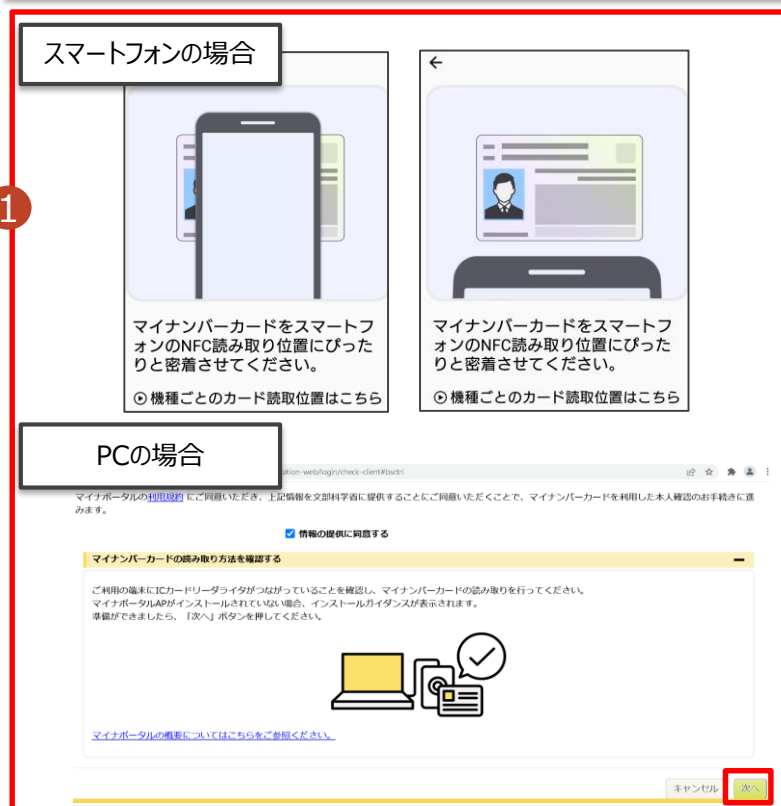 スマートフォンの場合
1
マイナンバーカードをスマートフ
ォンのNFC読み取り位置にぴった
りと密着させてください。
機種ごとのカード読取位置はこちら
マイナンバーカードをスマートフ
ォンのNFC読み取り位置にぴった
りと密着させてください。
機種ごとのカード読取位置はこちら
PCの場合
ation-web/login/check-client#bsctrl
マイナポータルの利用規約 にご同意いただき、上記情報を文部科学省に提供することにご同意いただくことで、マイナンバーカードを利用した本人確認のお手続きに進
みます。
情報の提供に同意する
マイナンバーカードの読み取り方法を確認する
ご利用の端末にICカードリーダライタがつながっていることを確認し、マイナンバーカードの読み取りを行ってください。
マイナポータルAPがインストールされていない場合、インストールガイダンスが表示されます。
準備ができましたら、「次へ」ボタンを押してください。
マイナポータルの概要についてはこちらをご参照ください。
キャンセル 次へ